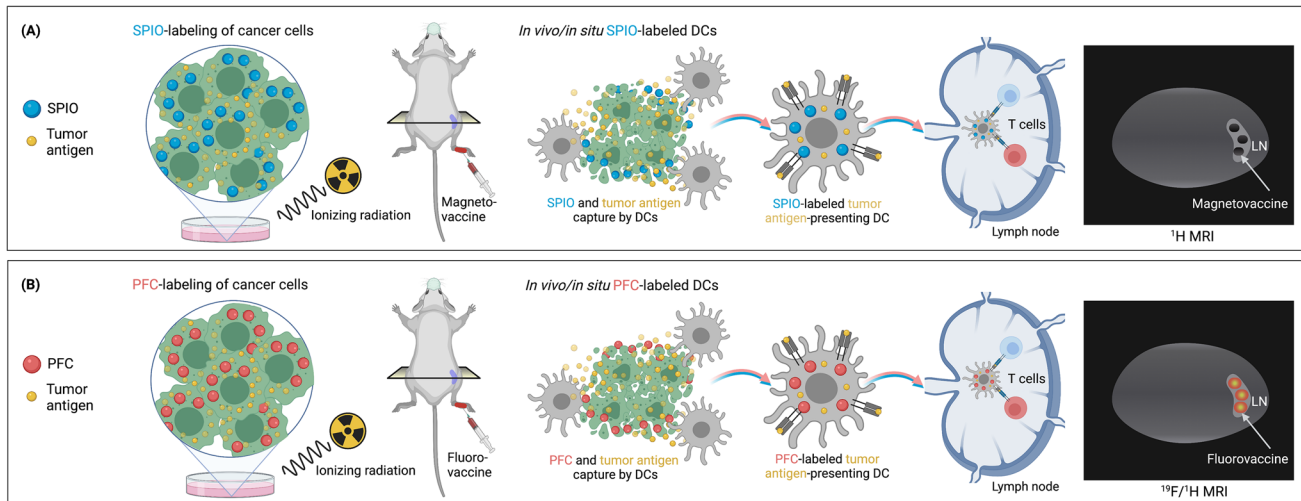 (A)
SPIO-labeling of cancer cells
SPIO
Tumor
antigen
Ionizing radiation
Magneto-
vaccine
In vivo/in situ SPIO-labeled DCs
SPIO and tumor antigen
capture by DCs
SPIO-labeled tumor
antigen-presenting DC
T cells
Lymph node
LN
Magnetovaccine
¹H MRI
(B)
PFC-labeling of cancer cells
PFC
Tumor
antigen
Ionizing radiation
Fluoro-
vaccine
In vivo/in situ PFC-labeled DCs
PFC and tumor antigen
capture by DCs
PFC-labeled tumor
antigen-presenting DC
T cells
Lymph node
LN
Fluorovaccine
¹⁹F/¹H MRI